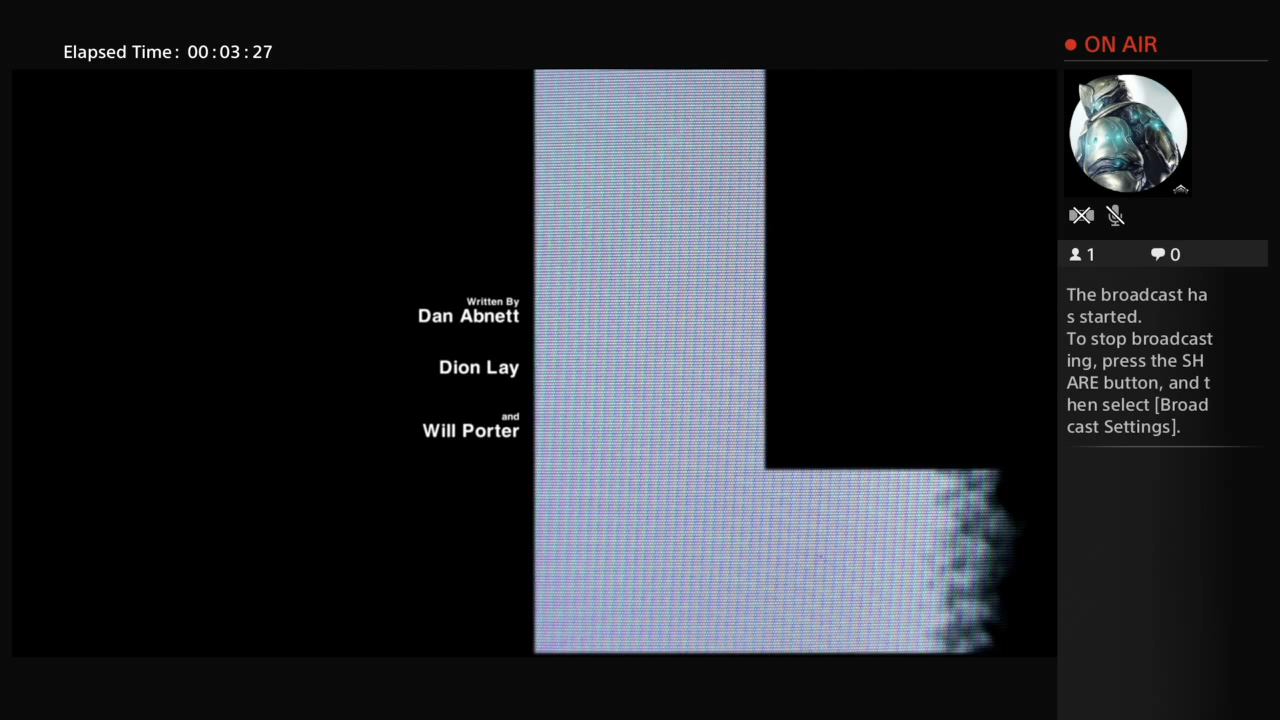 Elapsed Time: 00:03:27
ON AIR
Written By
Dan Abnett
Dion Lay
and
Will Porter
1
0
The broadcast ha
s started.
To stop broadcast
ing, press the SH
ARE button, and t
hen select [Broad
cast Settings].